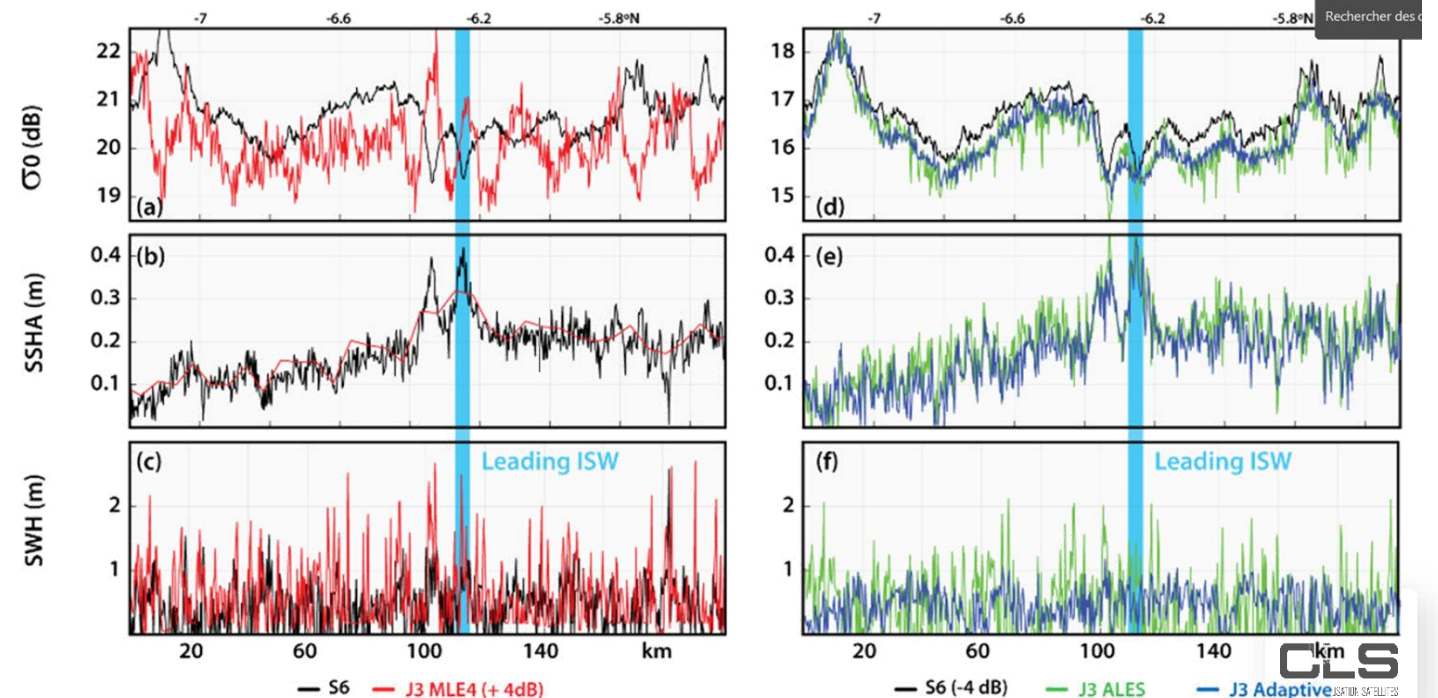 -7 -6.6 -6.2 -5.8ºN
-7 -6.6 -6.2 -5.8ºN
Rechercher des
σ0 (dB)
22
21
20
19
(a)
18
17
16
15
(d)
SSHA (m)
0.4
0.3
0.2
0.1
(b)
0.4
0.3
0.2
0.1
(e)
SWH (m)
2
1
(c)
Leading ISW
2
1
(f)
Leading ISW
20 60 100 140 km
20 60 100 140 km
S6 J3 MLE4 (+ 4dB)
S6 (-4 dB) J3 ALES J3 Adaptive
CLS